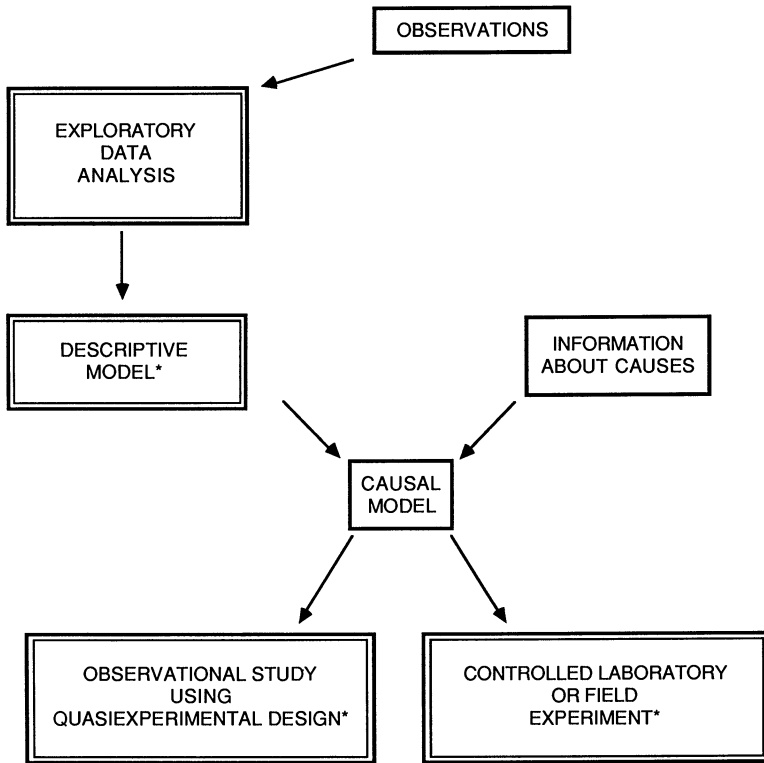 OBSERVATIONS
EXPLORATORY
DATA
ANALYSIS
DESCRIPTIVE
MODEL*
INFORMATION
ABOUT CAUSES
CAUSAL
MODEL
OBSERVATIONAL STUDY
USING
QUASIEXPERIMENTAL DESIGN*
CONTROLLED LABORATORY
OR FIELD
EXPERIMENT*